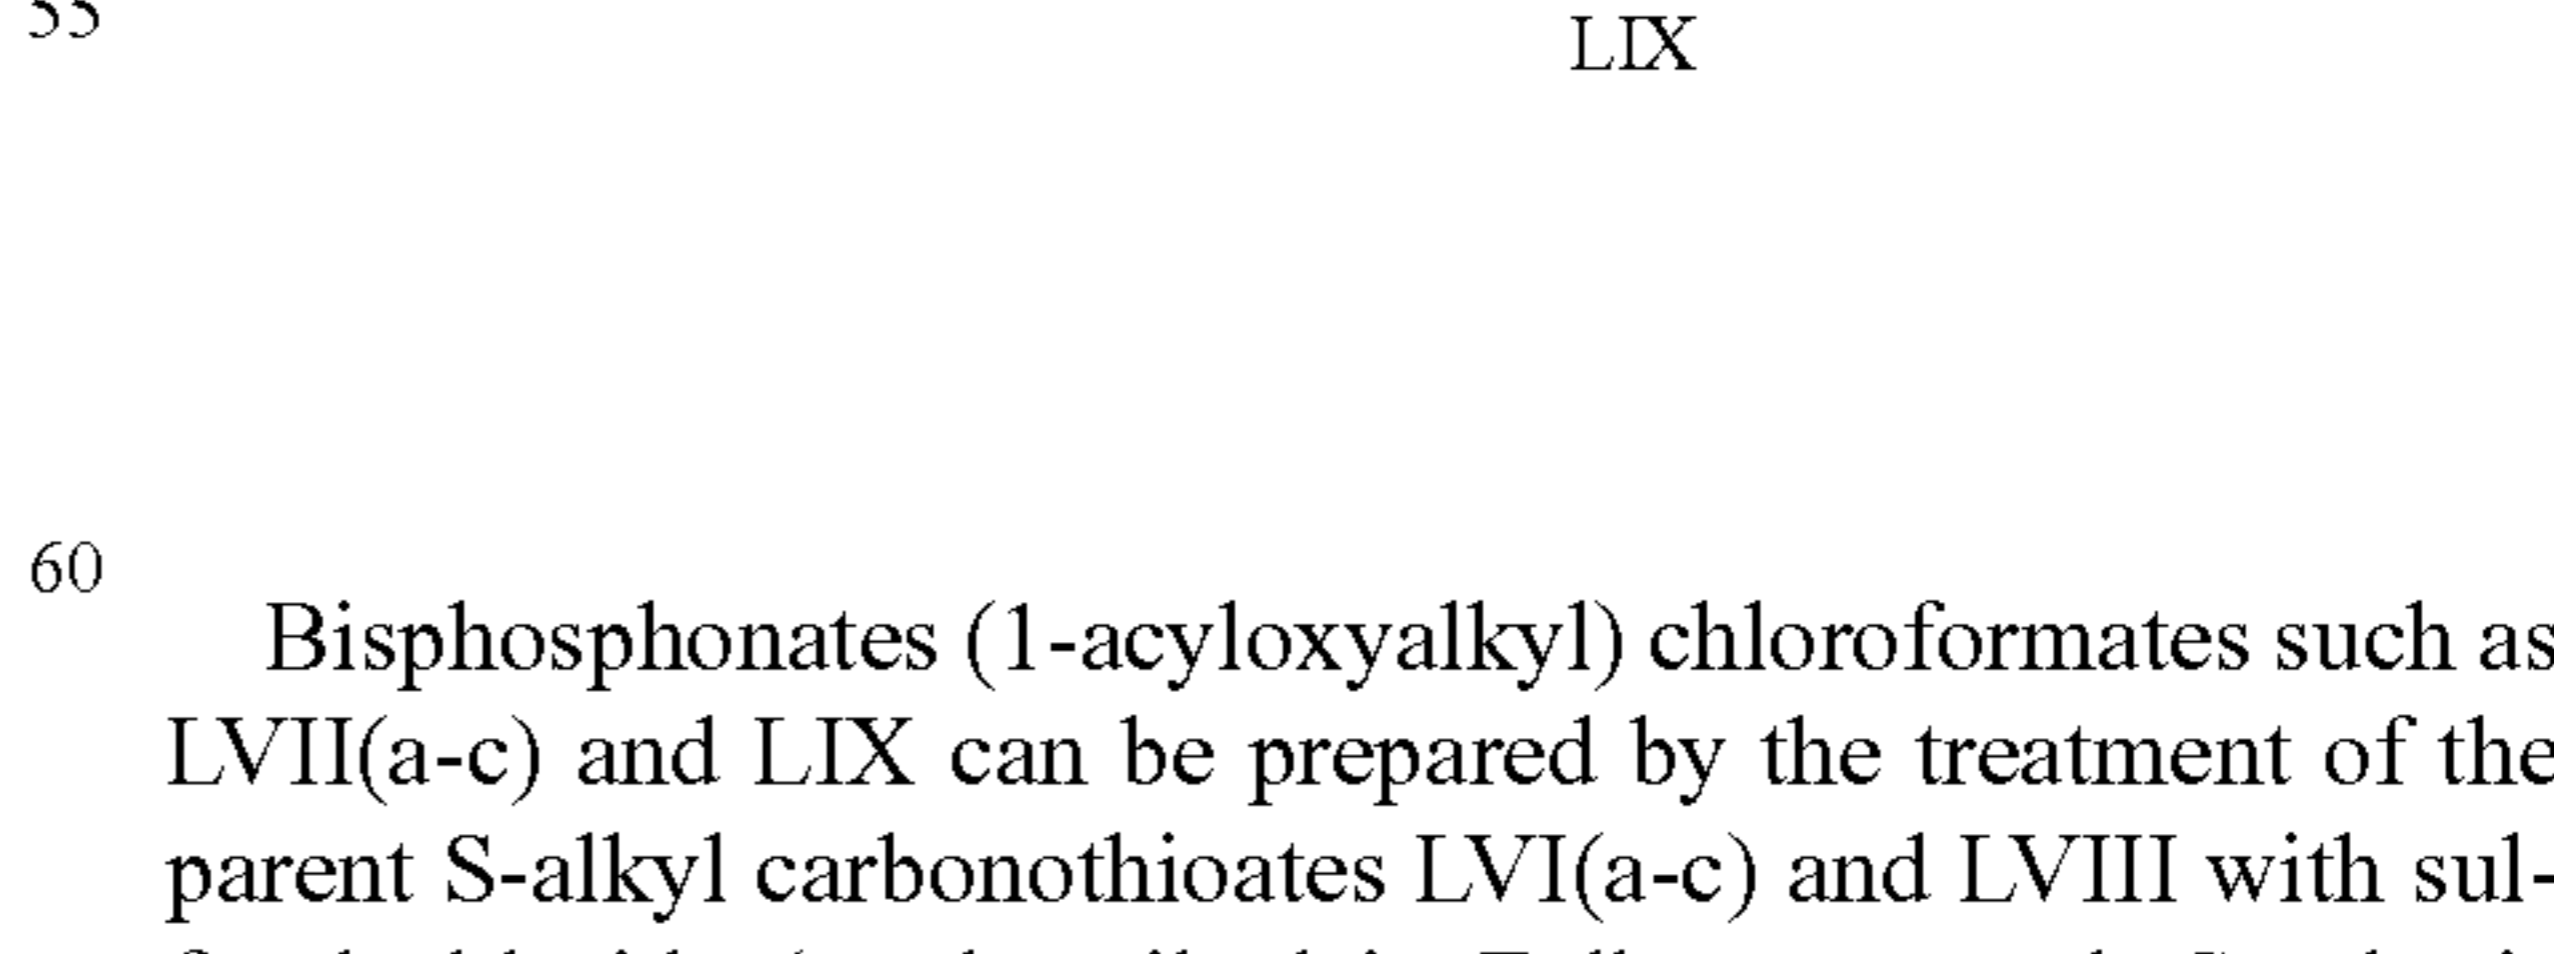 55
LIX
60
Bisphosphonates (1-acyloxyalkyl) chloroformates such as
LVII(a-c) and LIX can be prepared by the treatment of the
parent S-alkyl carbonothioates LVI(a-c) and LVIII with sul-